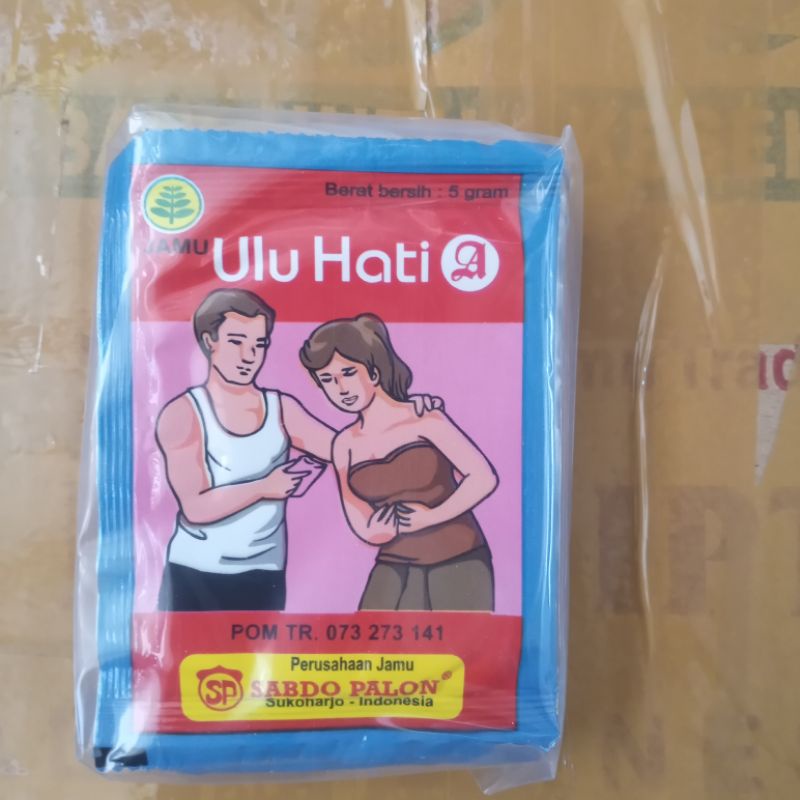 Berat bersih : 5 gram
JAMU Ulu Hati A
POM TR. 073 273 141
Perusahaan Jamu
SP SABDO PALON®
Sukoharjo - Indonesia